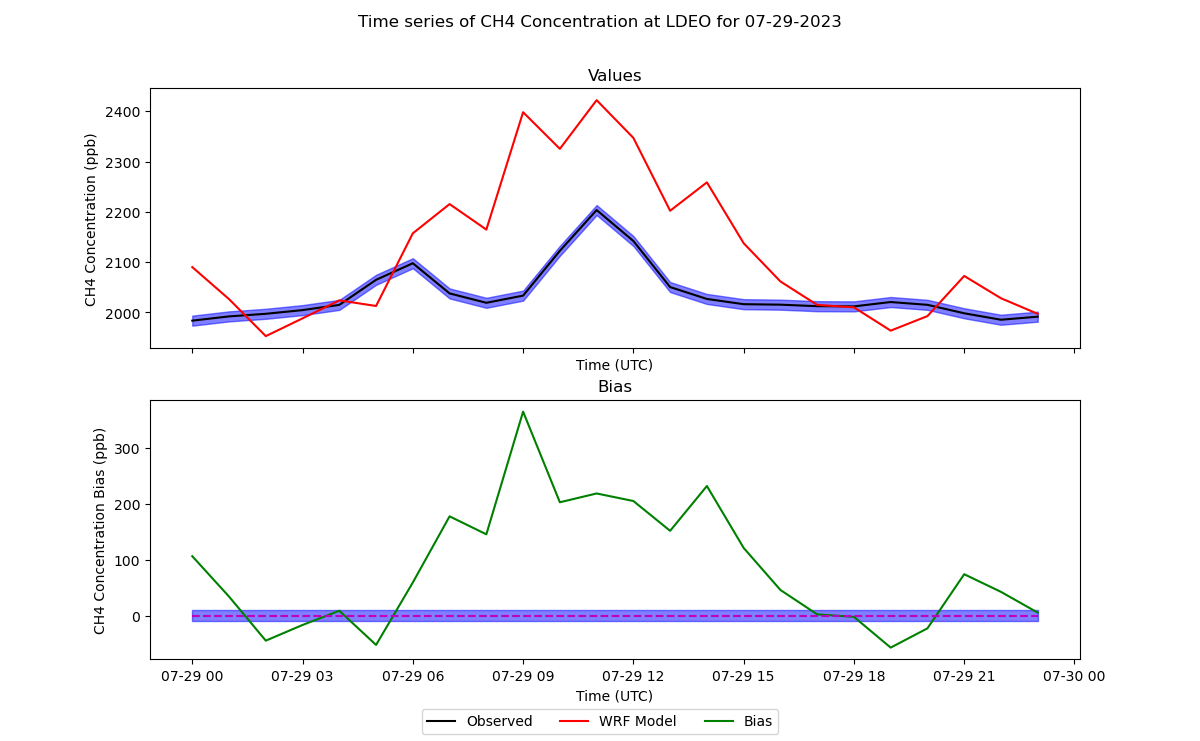 Time series of CH4 Concentration at LDEO for 07-29-2023
Values
CH4 Concentration (ppb)
2400
2300
2200
2100
2000
Time (UTC)
Bias
CH4 Concentration Bias (ppb)
300
200
100
0
07-29 00 07-29 03 07-29 06 07-29 09 07-29 12 07-29 15 07-29 18 07-29 21 07-30 00
Time (UTC)
Observed WRF Model Bias